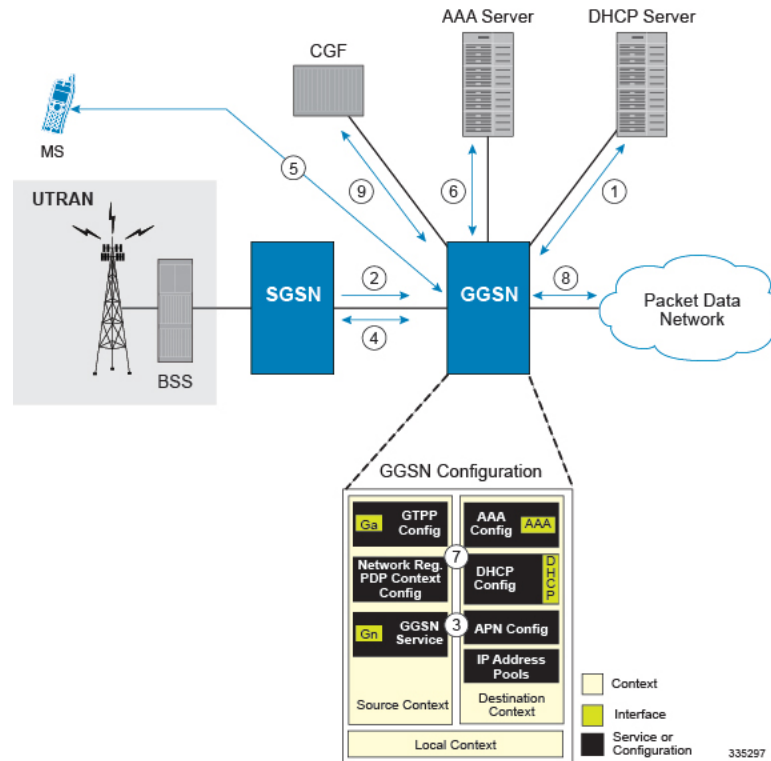 AAA Server
DHCP Server
CGF
MS
5
9
6
1
UTRAN
SGSN
2
4
GGSN
8
Packet Data
Network
BSS
GGSN Configuration
Ga
GTPP
Config
AAA
Config
AAA
7
Network Reg.
PDP Context
Config
DHCP
Config
DHCP
Gn
GGSN
Service
3
APN Config
IP Address
Pools
Source Context
Destination
Context
Local Context
Context
Interface
Service or
Configuration
335297